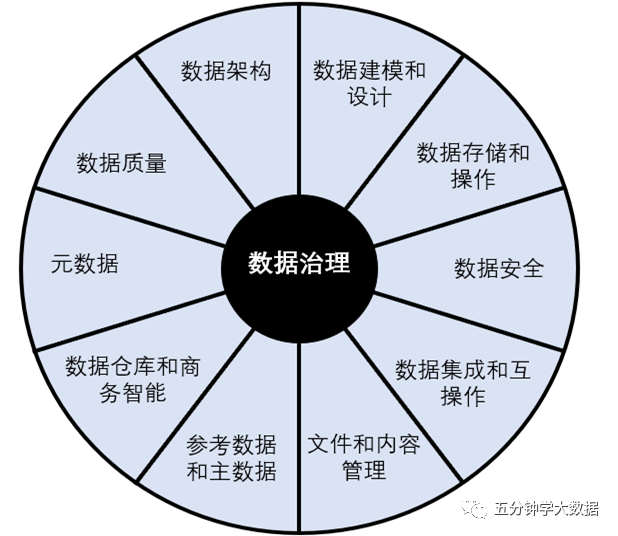 数据架构
数据建模和
设计
数据存储和
操作
数据安全
数据集成和互
操作
文件和内容
管理
参考数据
和主数据
数据仓库和商
务智能
元数据
数据质量
数据治理
五分钟学大数据